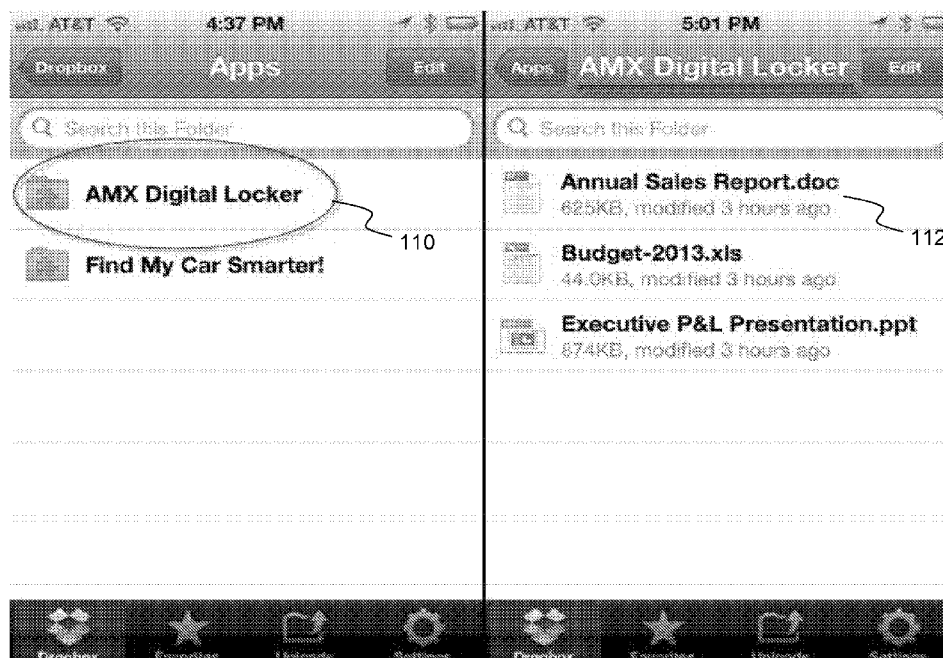 AT&T 4:37 PM
Dropbox Apps Edit
Search this Folder
AMX Digital Locker
110
Find My Car Smarter!
Dropbox Favorites Uploads Settings
AT&T 5:01 PM
Apps AMX Digital Locker Edit
Search this Folder
Annual Sales Report.doc
625KB, modified 3 hours ago
112
Budget-2013.xls
44.0KB, modified 3 hours ago
Executive P&L Presentation.ppt
874KB, modified 3 hours ago
Dropbox Favorites Uploads Settings